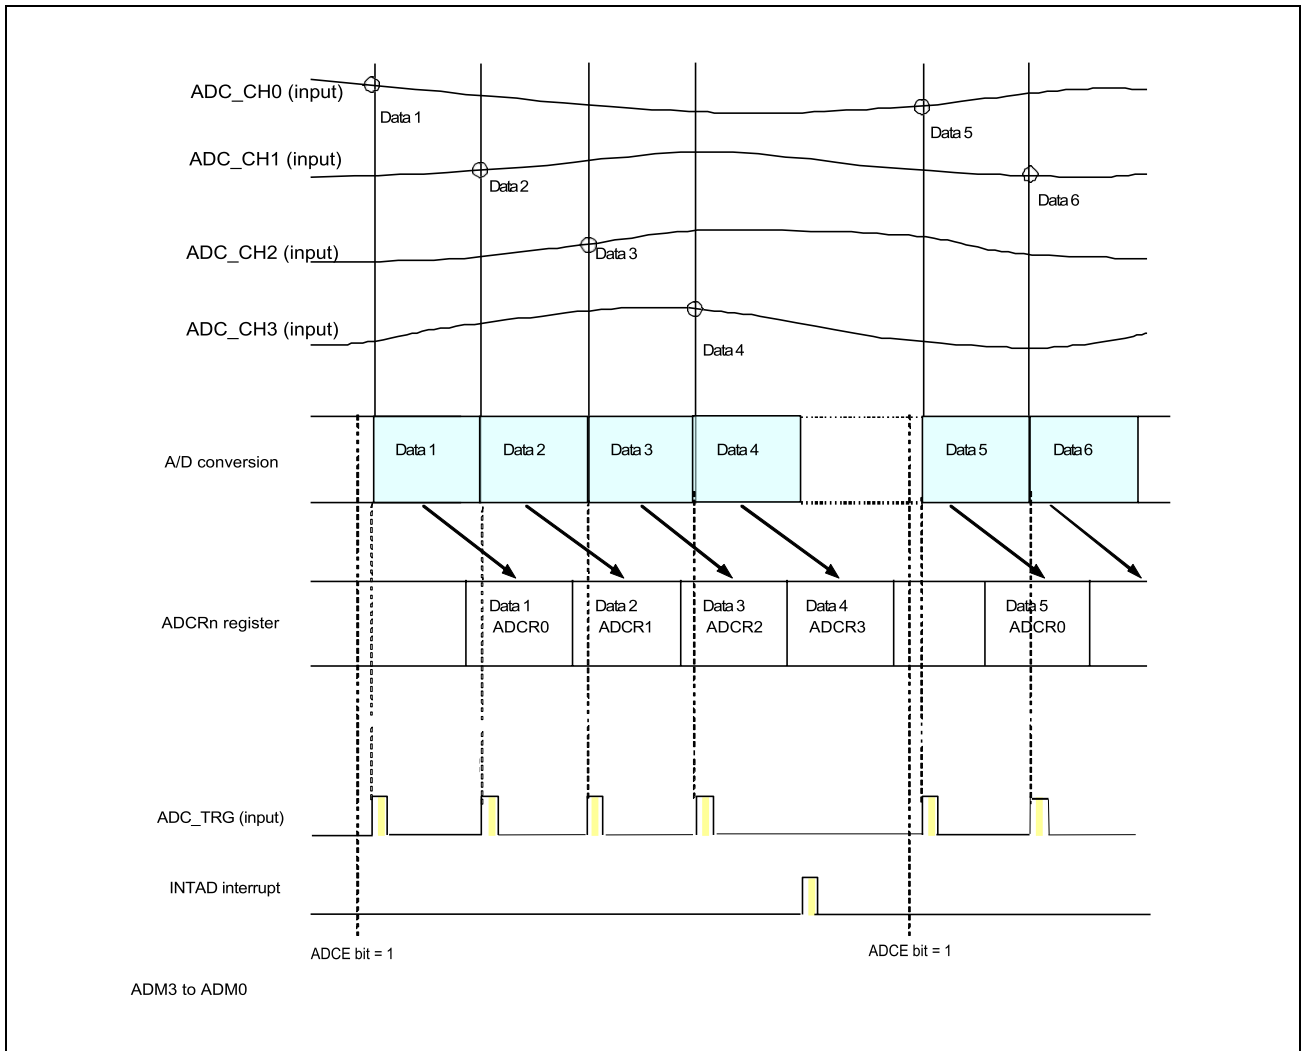 ADC_CH0 (input)
Data 1
Data 5
ADC_CH1 (input)
Data 2
Data 6
ADC_CH2 (input)
Data 3
ADC_CH3 (input)
Data 4
A/D conversion
Data 1
Data 2
Data 3
Data 4
Data 5
Data 6
ADCRn register
Data 1
ADCR0
Data 2
ADCR1
Data 3
ADCR2
Data 4
ADCR3
Data 5
ADCR0
ADC_TRG (input)
INTAD interrupt
ADCE bit = 1
ADCE bit = 1
ADM3 to ADM0